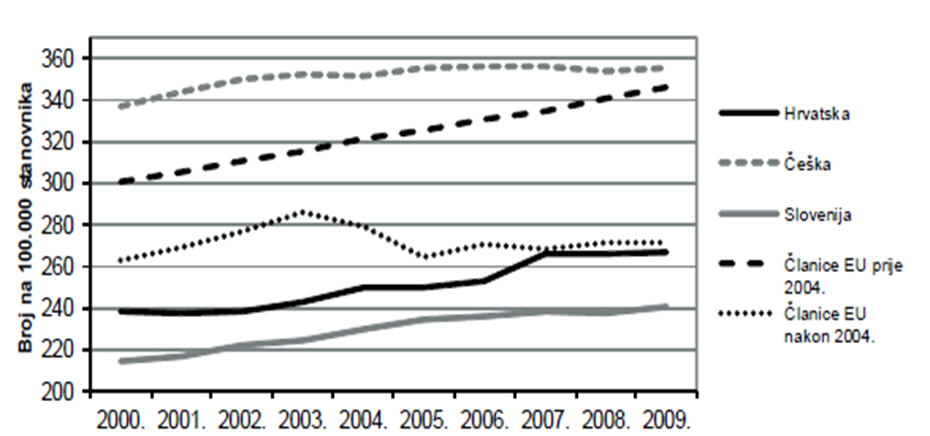 Broj na 100.000 stanovnika
360
340
320
300
280
260
240
220
200
2000. 2001. 2002. 2003. 2004. 2005. 2006. 2007. 2008. 2009.
Hrvatska
Češka
Slovenija
Članice EU prije
2004.
Članice EU
nakon 2004.